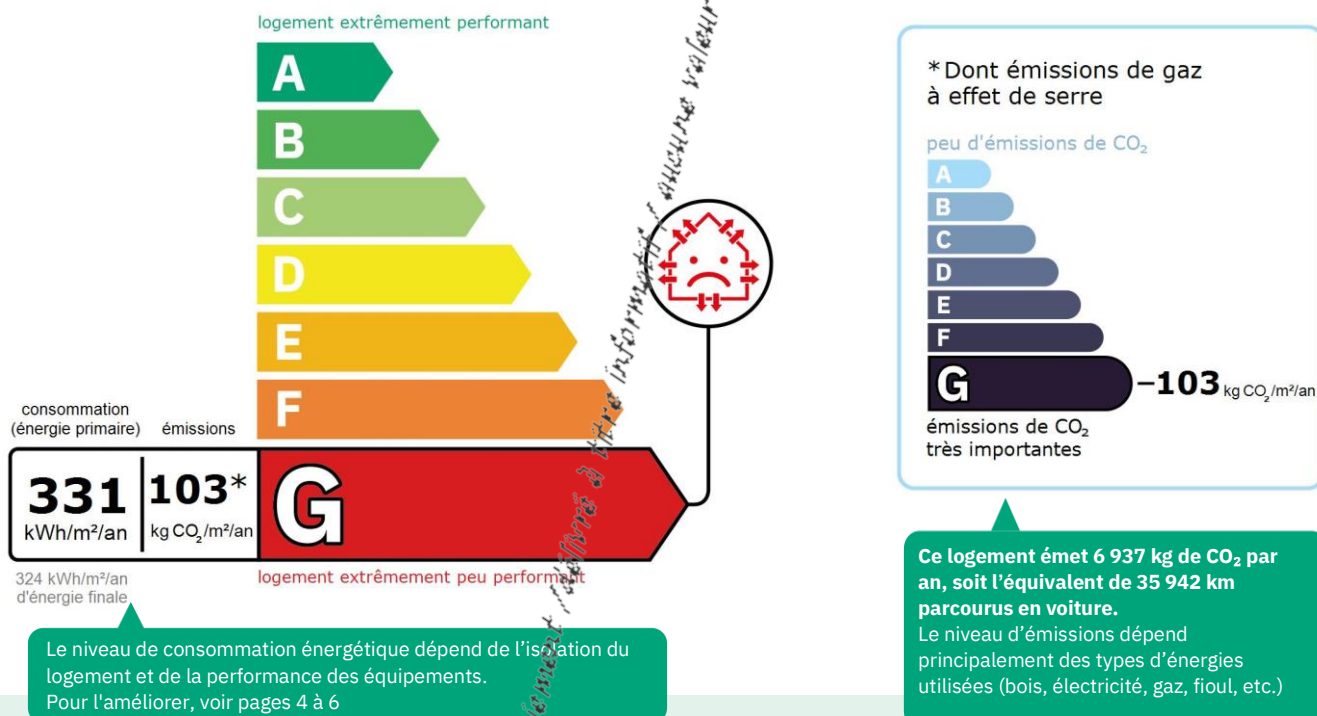 logement extrêmement performant
A
B
C
D
E
F
consommation
(énergie primaire)
émissions
331
kWh/m²/an
103*
kg CO₂/m²/an
G
324 kWh/m²/an
d'énergie finale
logement extrêmement peu performant
Le niveau de consommation énergétique dépend de l’isolation du
logement et de la performance des équipements.
Pour l'améliorer, voir pages 4 à 6
délivré à titre informatif, aucune valeur
*Dont émissions de gaz
à effet de serre
peu d'émissions de CO₂
A
B
C
D
E
F
G
–103 kg CO₂/m²/an
émissions de CO₂
très importantes
Ce logement émet 6 937 kg de CO₂ par
an, soit l’équivalent de 35 942 km
parcourus en voiture.
Le niveau d’émissions dépend
principalement des types d’énergies
utilisées (bois, électricité, gaz, fioul, etc.)